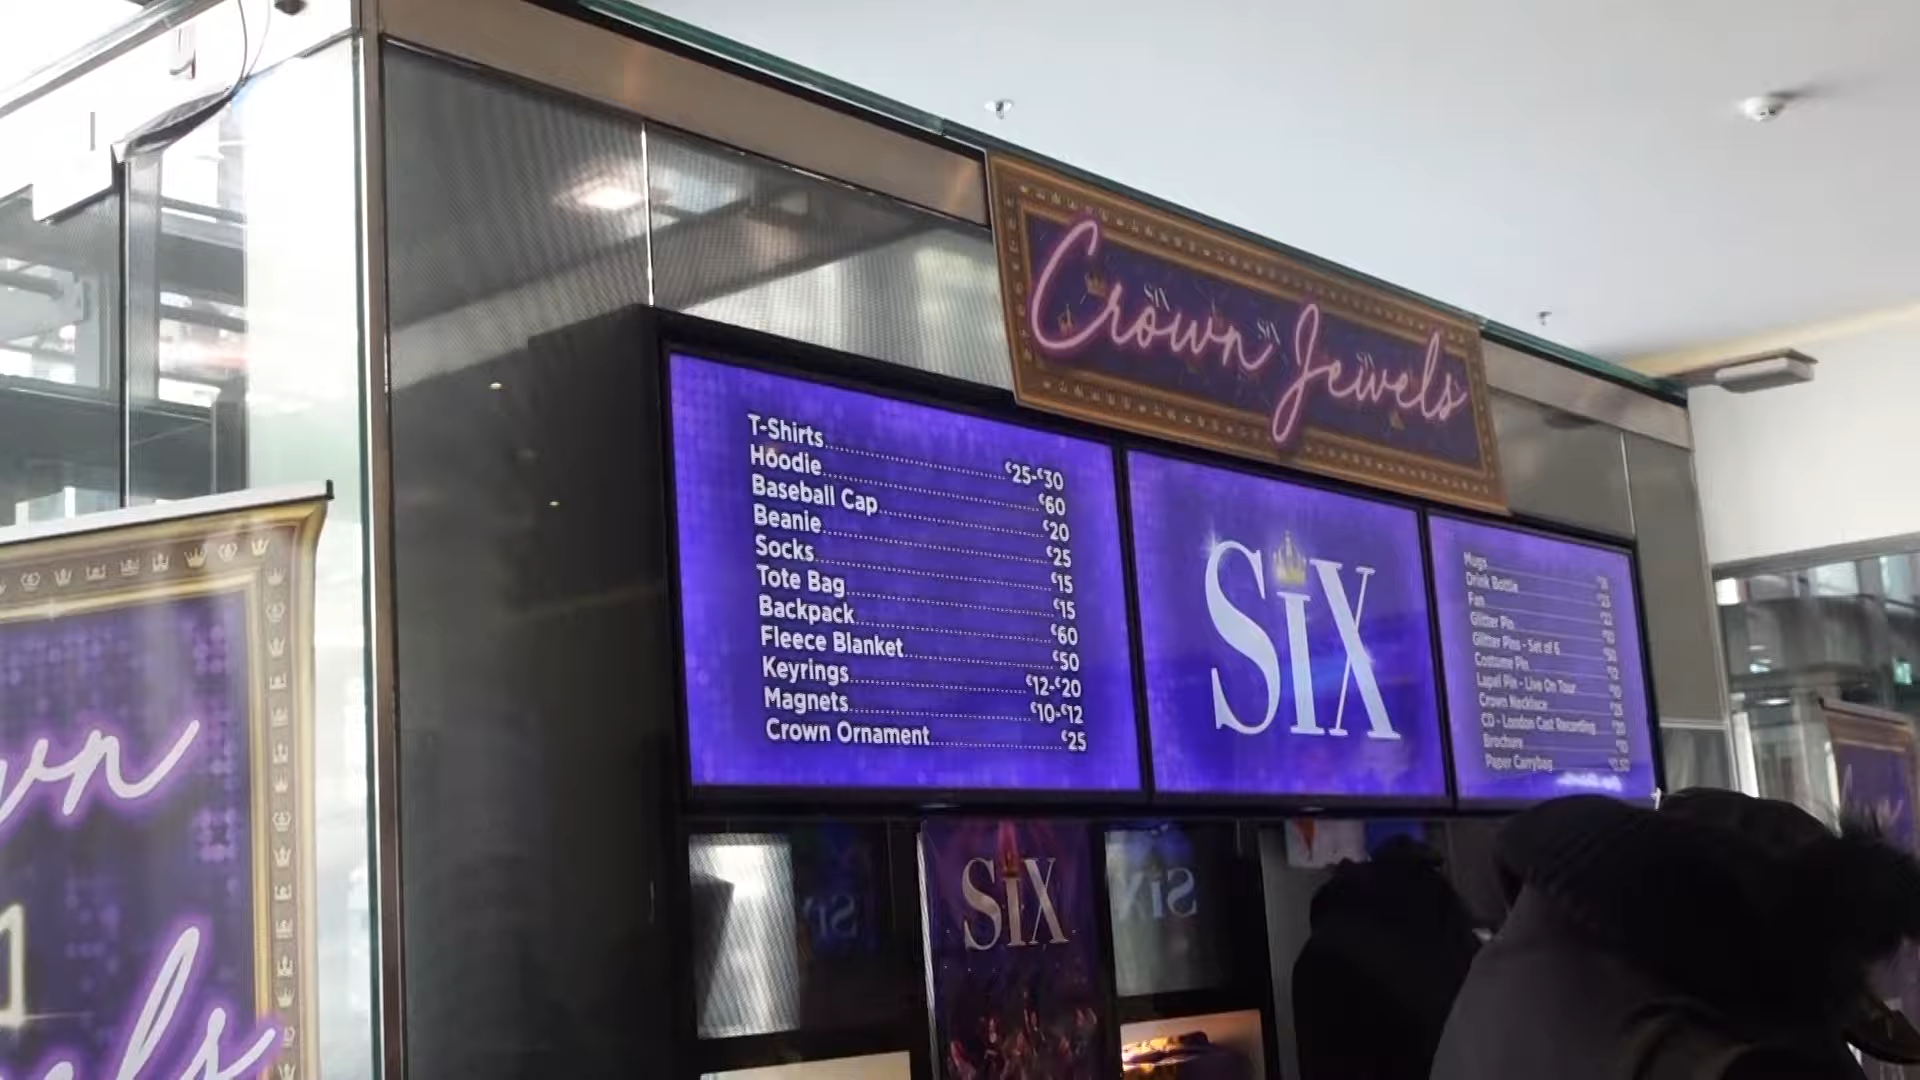 Crown Jewels
SIX
SIX
SIX
T-Shirts €25-€30
Hoodie €60
Baseball Cap €20
Beanie €25
Socks €15
Tote Bag €15
Backpack €60
Fleece Blanket €50
Keyrings €12-€20
Magnets €10-€12
Crown Ornament €25
SIX
Mugs
Drink Bottle
Fan
Glitter Pin
Glitter Pins - Set of 6
Costume Pin
Lapel Pin - Live On Tour
Crown Necklace
CD - London Cast Recording
Brochure
Paper Carrybag
SIX